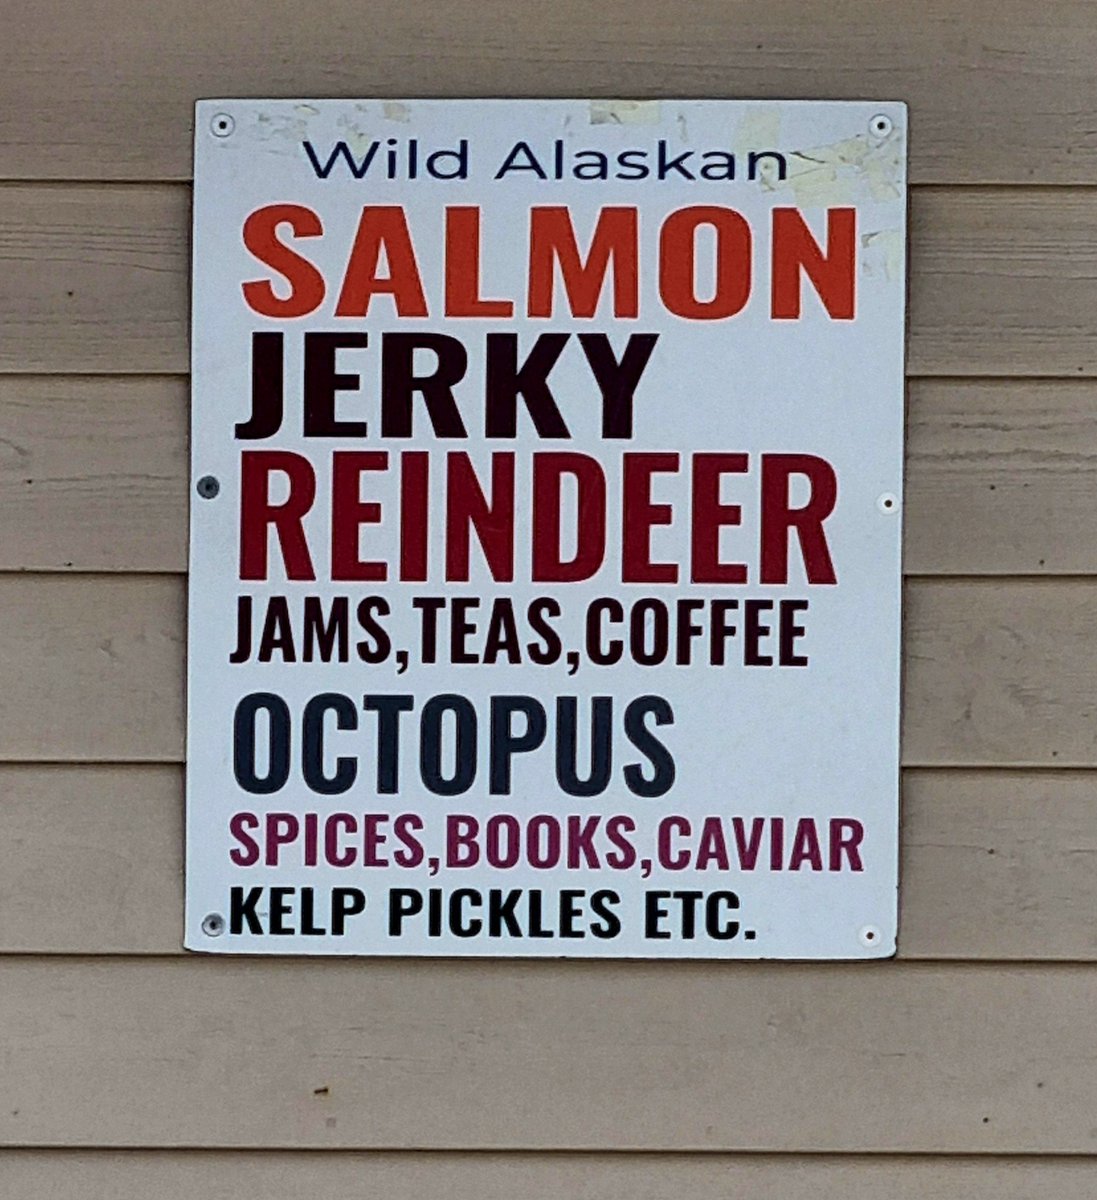 Wild Alaskan
SALMON
JERKY
REINDEER
JAMS,TEAS,COFFEE
OCTOPUS
SPICES,BOOKS,CAVIAR
KELP PICKLES ETC.